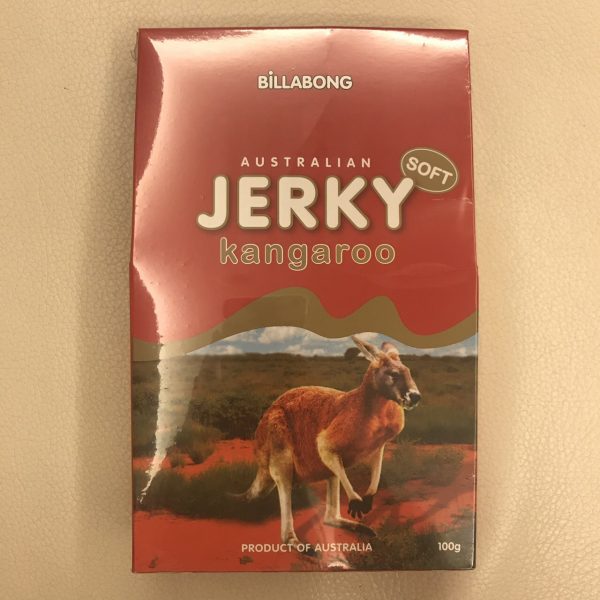 BiLLABONG
AUSTRALIAN
SOFT
JERKY
kangaroo
PRODUCT OF AUSTRALIA
100g